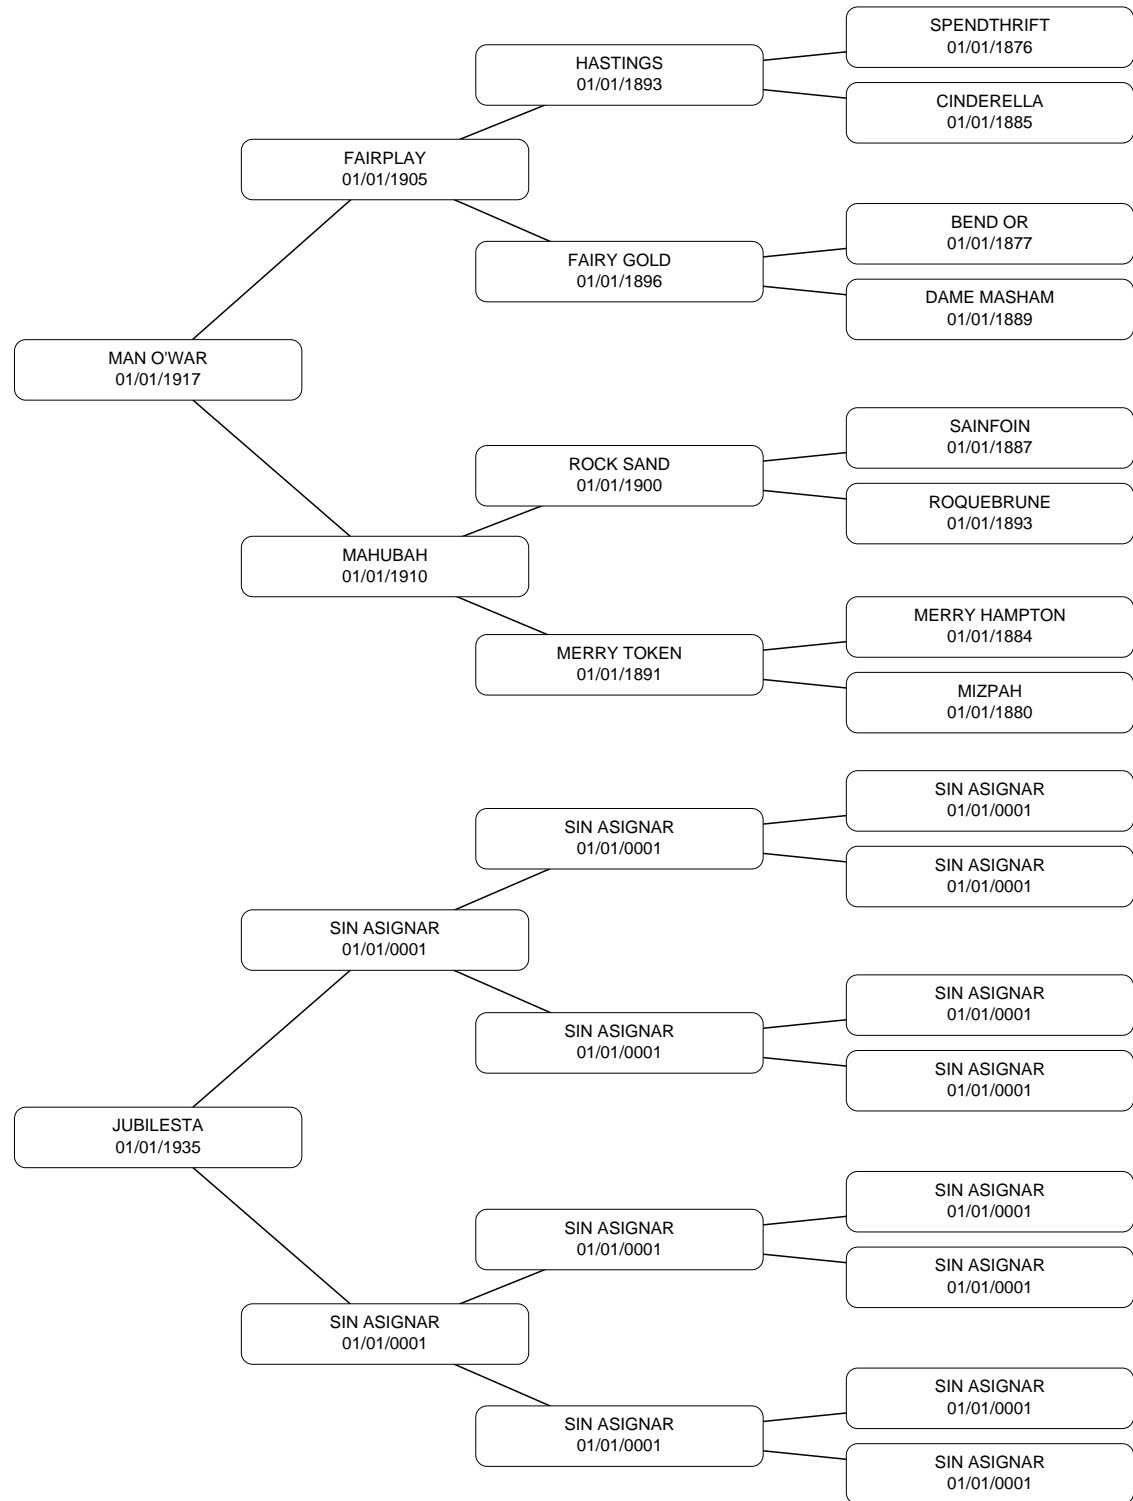 SPENDTHRIFT
01/01/1876
HASTINGS
01/01/1893
CINDERELLA
01/01/1885
FAIRPLAY
01/01/1905
BEND OR
01/01/1877
FAIRY GOLD
01/01/1896
DAME MASHAM
01/01/1889
MAN O'WAR
01/01/1917
SAINFOIN
01/01/1887
ROCK SAND
01/01/1900
ROQUEBRUNE
01/01/1893
MAHUBAH
01/01/1910
MERRY HAMPTON
01/01/1884
MERRY TOKEN
01/01/1891
MIZPAH
01/01/1880
SIN ASIGNAR
01/01/0001
SIN ASIGNAR
01/01/0001
SIN ASIGNAR
01/01/0001
SIN ASIGNAR
01/01/0001
SIN ASIGNAR
01/01/0001
SIN ASIGNAR
01/01/0001
SIN ASIGNAR
01/01/0001
JUBILESTA
01/01/1935
SIN ASIGNAR
01/01/0001
SIN ASIGNAR
01/01/0001
SIN ASIGNAR
01/01/0001
SIN ASIGNAR
01/01/0001
SIN ASIGNAR
01/01/0001
SIN ASIGNAR
01/01/0001
SIN ASIGNAR
01/01/0001